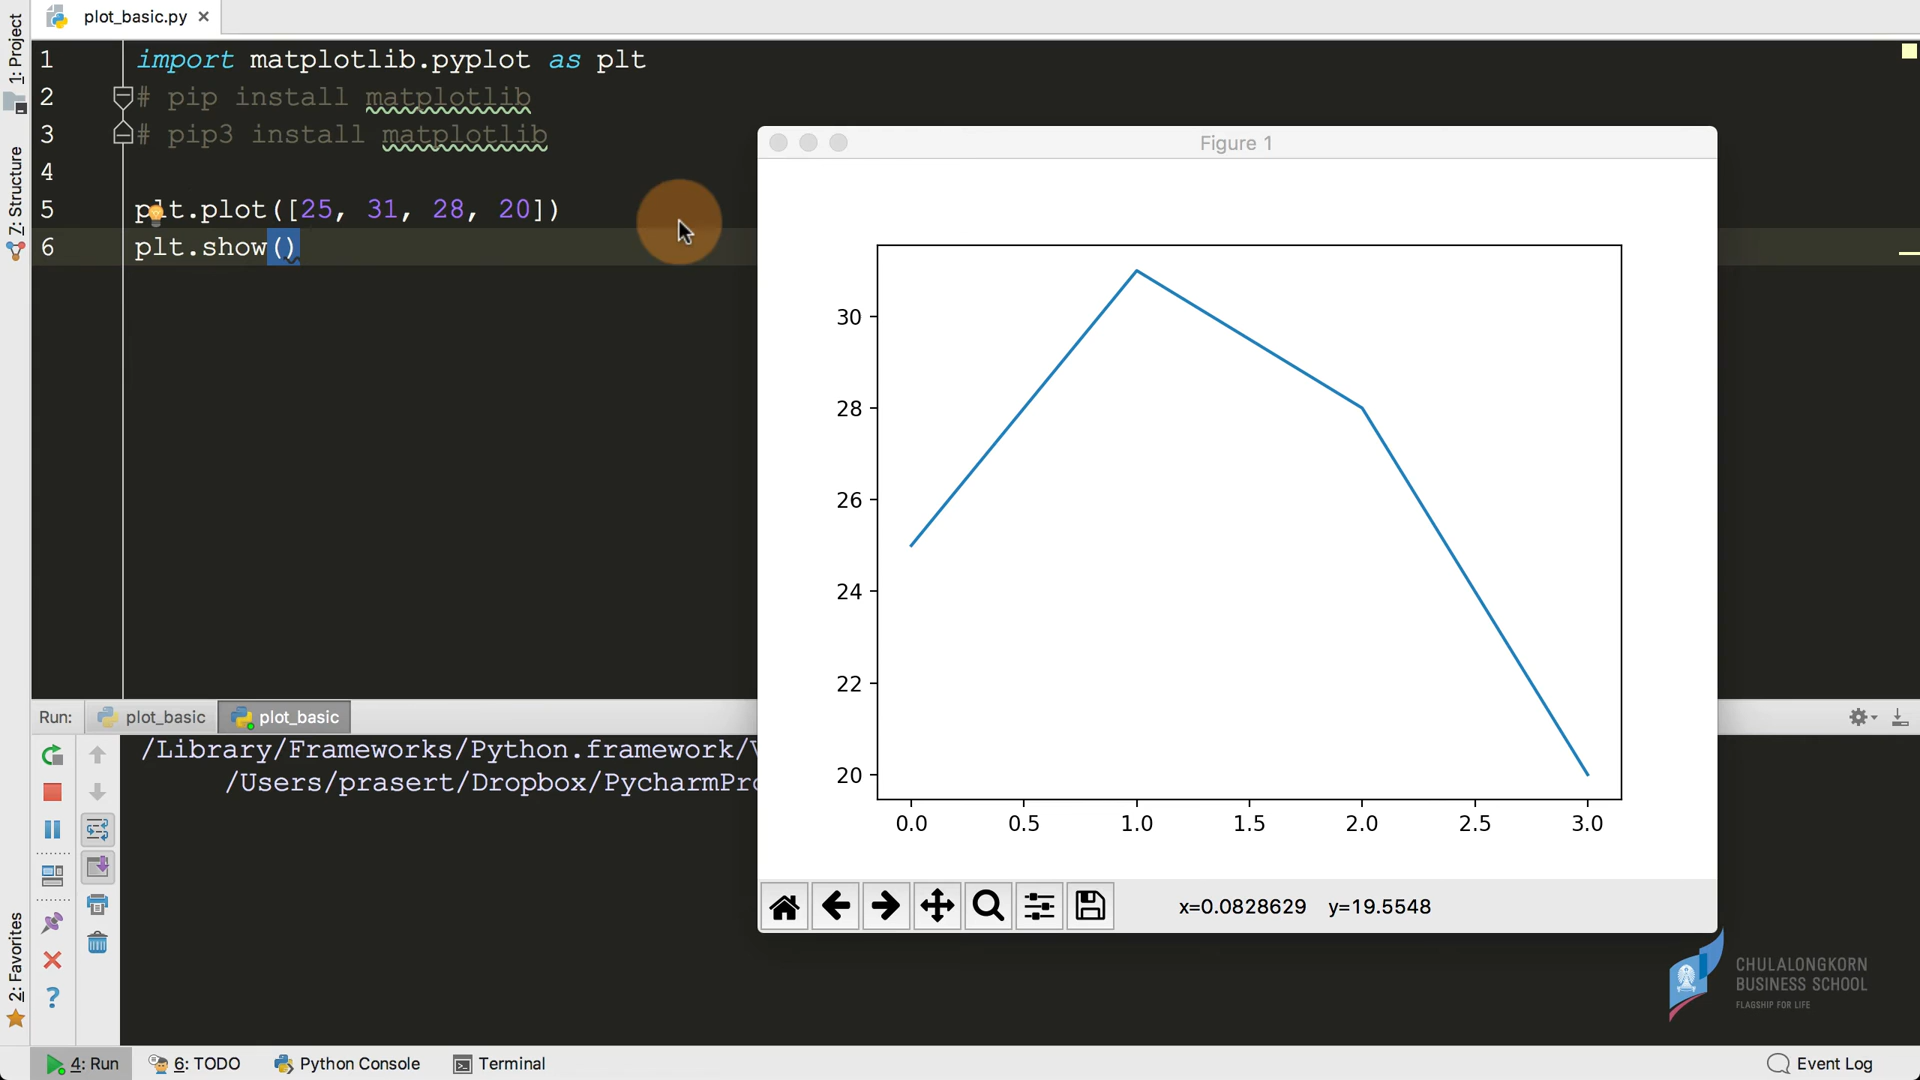 plot_basic.py
1: Project
Z: Structure
2: Favorites
1 import matplotlib.pyplot as plt
2 # pip install matplotlib
3 # pip3 install matplotlib
4
5 plt.plot([25, 31, 28, 20])
6 plt.show()
Figure 1
30
28
26
24
22
20
0.0 0.5 1.0 1.5 2.0 2.5 3.0
x=0.0828629 y=19.5548
Run: plot_basic plot_basic
/Library/Frameworks/Python.framework/
/Users/prasert/Dropbox/PycharmPro
CHULALONGKORN
BUSINESS SCHOOL
FLAGSHIP FOR LIFE
4: Run 6: TODO Python Console Terminal Event Log